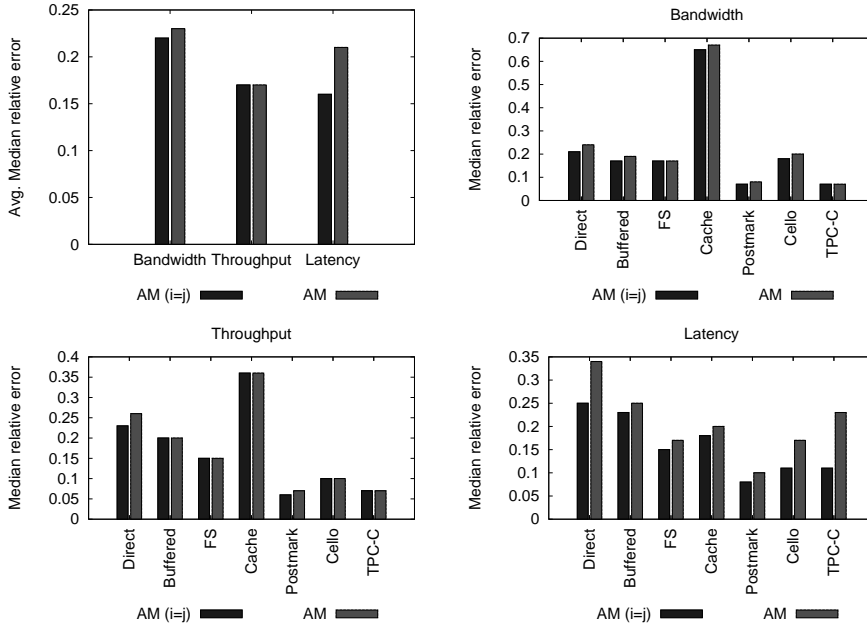 0.25
0.2
0.15
0.1
0.05
0
Avg. Median relative error
Bandwidth Throughput Latency
AM (i=j) AM
Bandwidth
0.7
0.6
0.5
0.4
0.3
0.2
0.1
0
Median relative error
Direct
Buffered
FS
Cache
Postmark
Cello
TPC-C
AM (i=j) AM
Throughput
0.4
0.35
0.3
0.25
0.2
0.15
0.1
0.05
0
Median relative error
Direct
Buffered
FS
Cache
Postmark
Cello
TPC-C
AM (i=j) AM
Latency
0.35
0.3
0.25
0.2
0.15
0.1
0.05
0
Median relative error
Direct
Buffered
FS
Cache
Postmark
Cello
TPC-C
AM (i=j) AM